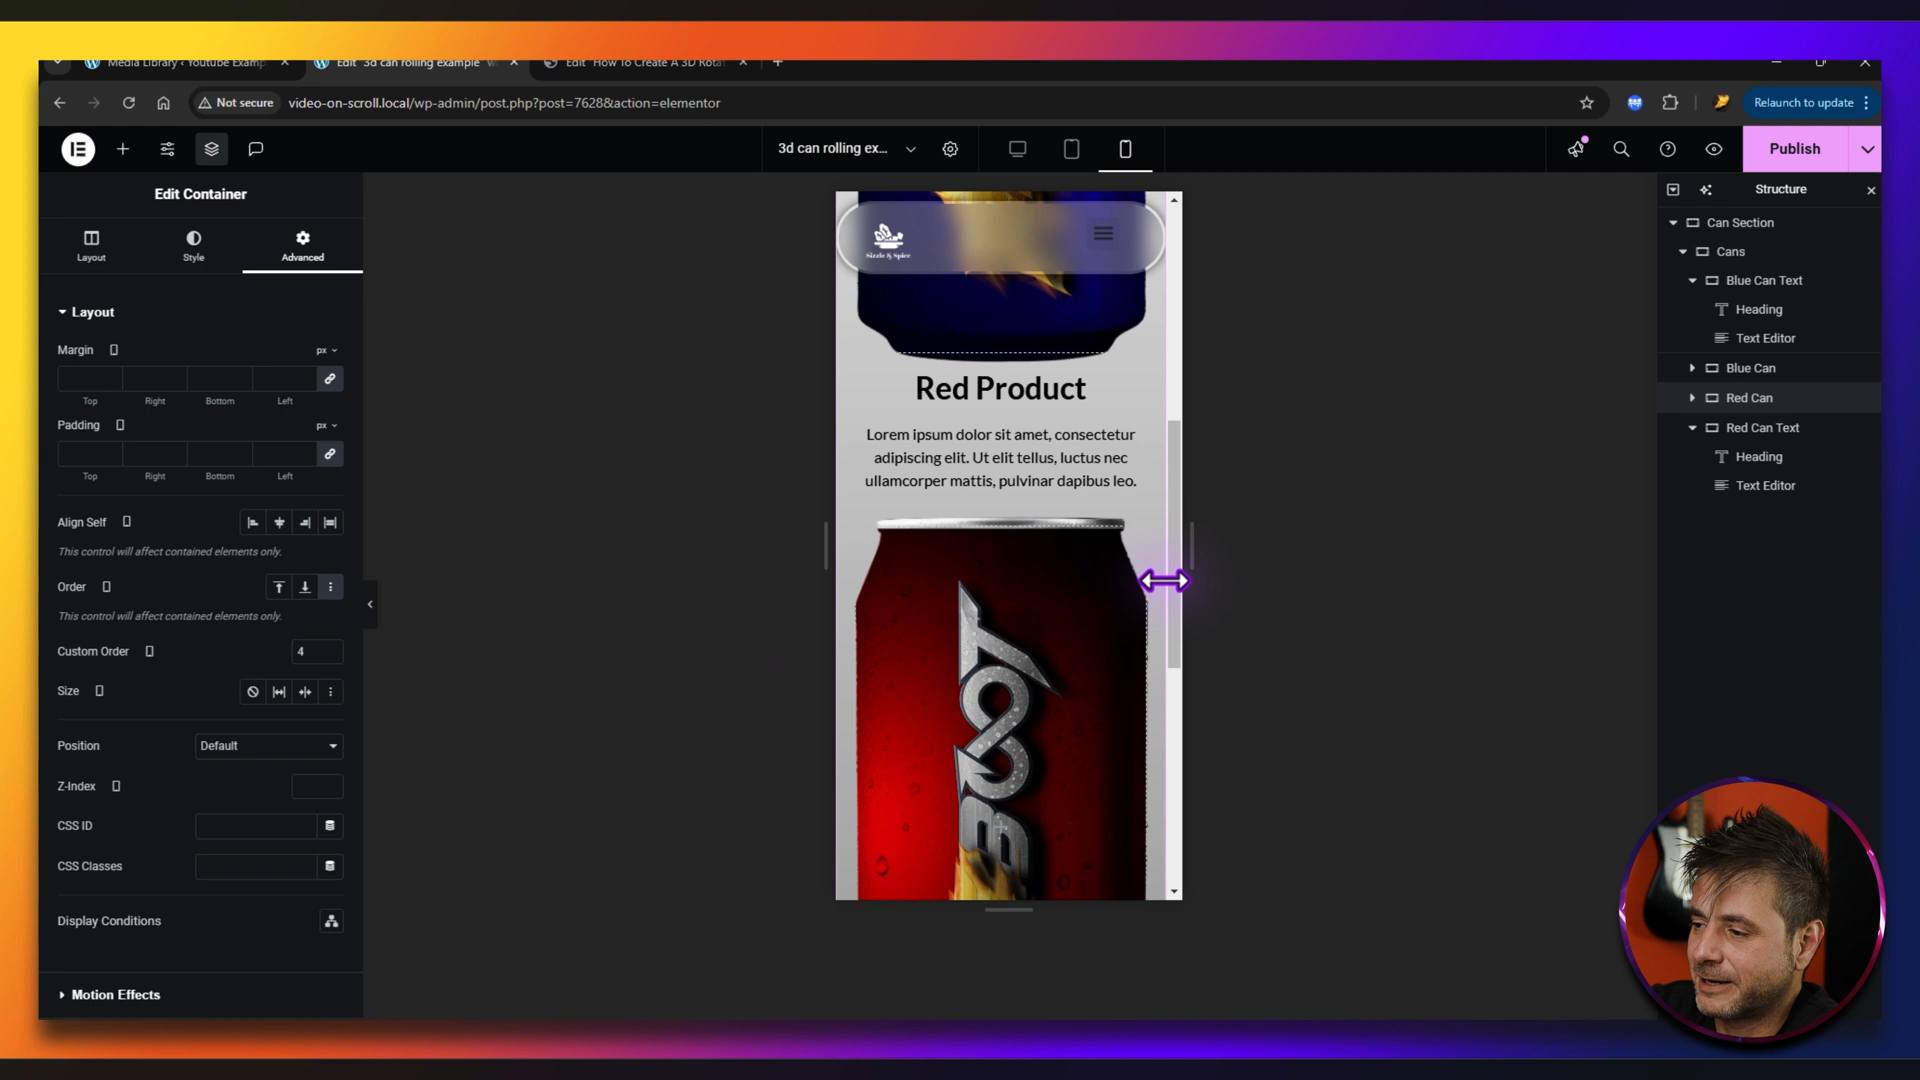 Media Library ‹ Youtube Examp
Edit "3d can rolling example" W
Edit "How To Create A 3D Rotat
Not secure
video-on-scroll.local/wp-admin/post.php?post=7628&action=elementor
Relaunch to update
3d can rolling ex...
Publish
Edit Container
Layout
Style
Advanced
Layout
Margin
px
Top
Right
Bottom
Left
Padding
px
Top
Right
Bottom
Left
Align Self
This control will affect contained elements only.
Order
This control will affect contained elements only.
Custom Order
4
Size
Position
Default
Z-Index
CSS ID
CSS Classes
Display Conditions
Motion Effects
Sizzle & Spice
Red Product
Lorem ipsum dolor sit amet, consectetur
adipiscing elit. Ut elit tellus, luctus nec
ullamcorper mattis, pulvinar dapibus leo.
Structure
Can Section
Cans
Blue Can Text
Heading
Text Editor
Blue Can
Red Can
Red Can Text
Heading
Text Editor